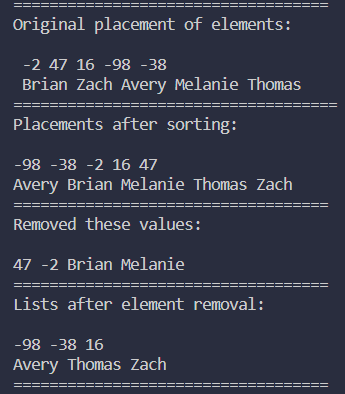 ===================================
Original placement of elements:
 -2 47 16 -98 -38
 Brian Zach Avery Melanie Thomas
====================================
Placements after sorting:
-98 -38 -2 16 47
Avery Brian Melanie Thomas Zach
===================================
Removed these values:
47 -2 Brian Melanie
===================================
Lists after element removal:
-98 -38 16
Avery Thomas Zach
===================================